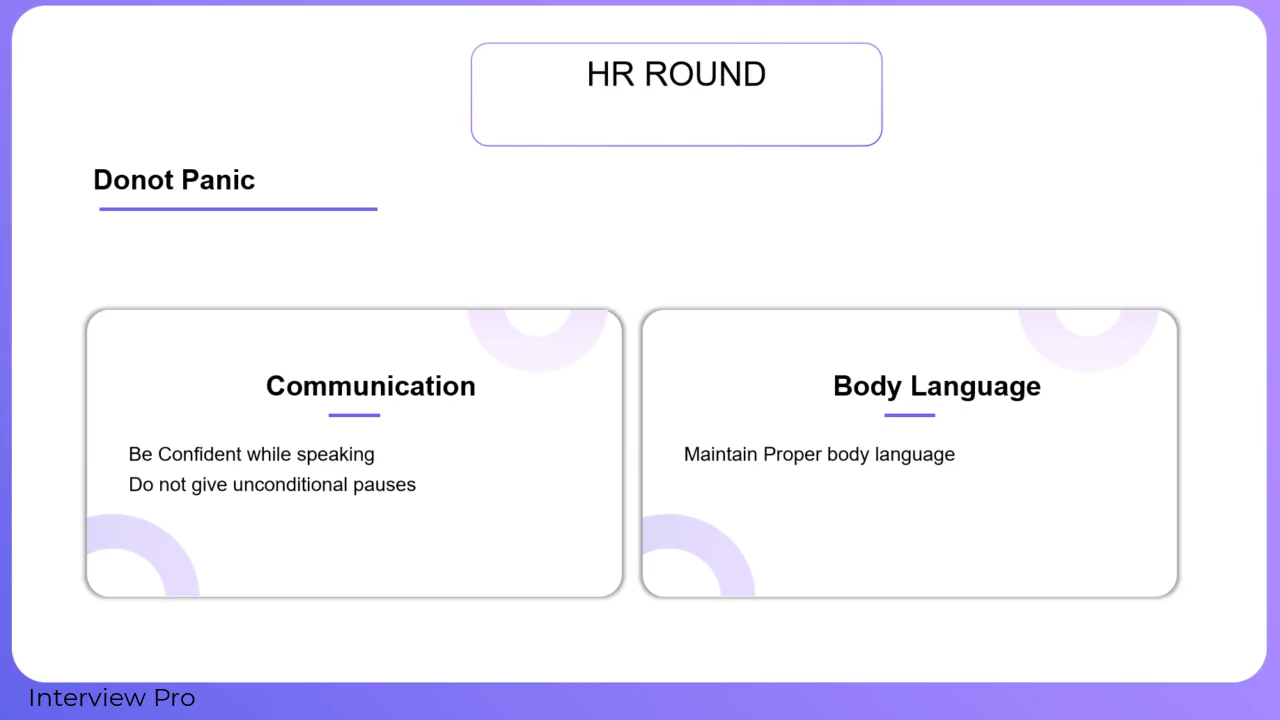 HR ROUND
Donot Panic
Communication
Be Confident while speaking
Do not give unconditional pauses
Body Language
Maintain Proper body language
Interview Pro